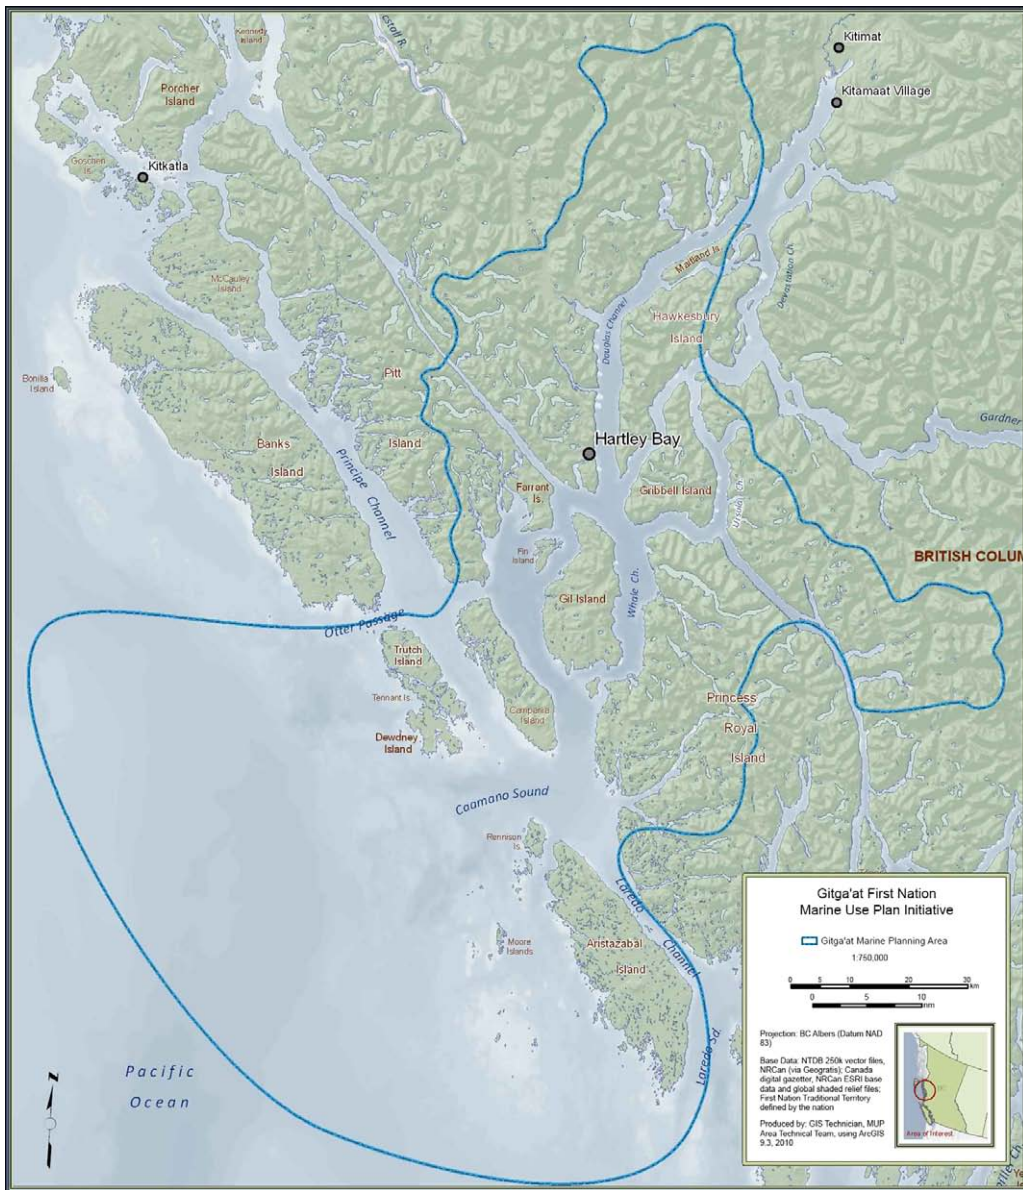 Kennedy
Island
Kitimat
Kitamaat Village
Porcher
Island
Goschen
Is.
Kitkatla
Maitland Is.
Devastation Ch.
McCauley
Island
Douglas Channel
Hawkesbury
Island
Pitt
Island
Bonilla
Island
Banks
Island
Principe Channel
Gardner
Hartley Bay
Farrant
Is.
Gribbell Island
Ursula Ch.
Fin
Island
BRITISH COLUM
Gil Island
Whale Ch.
Otter Passage
Trutch
Island
Tennant Is.
Dewdney
Island
Campania
Island
Princess
Royal
Island
Caamano Sound
Rennison
Is.
Laredo
Channel
Moore
Islands
Aristazabal
Island
Laredo Sd.
Pacific
Ocean
N
Gitga'at First Nation
Marine Use Plan Initiative
Gitga'at Marine Planning Area
1:750,000
0 5 10 20 30
km
0 5 10
nm
Projection: BC Albers (Datum NAD
83)
Base Data: NTDB 250k vector files,
NRCan (via Geogratis); Canada
digital gazetter, NRCan ESRI base
data and global shaded relief files;
First Nation Traditional Territory
defined by the nation
Produced by: GIS Technician, MUP
Area Technical Team, using ArcGIS
9.3, 2010
BC
Area of Interest